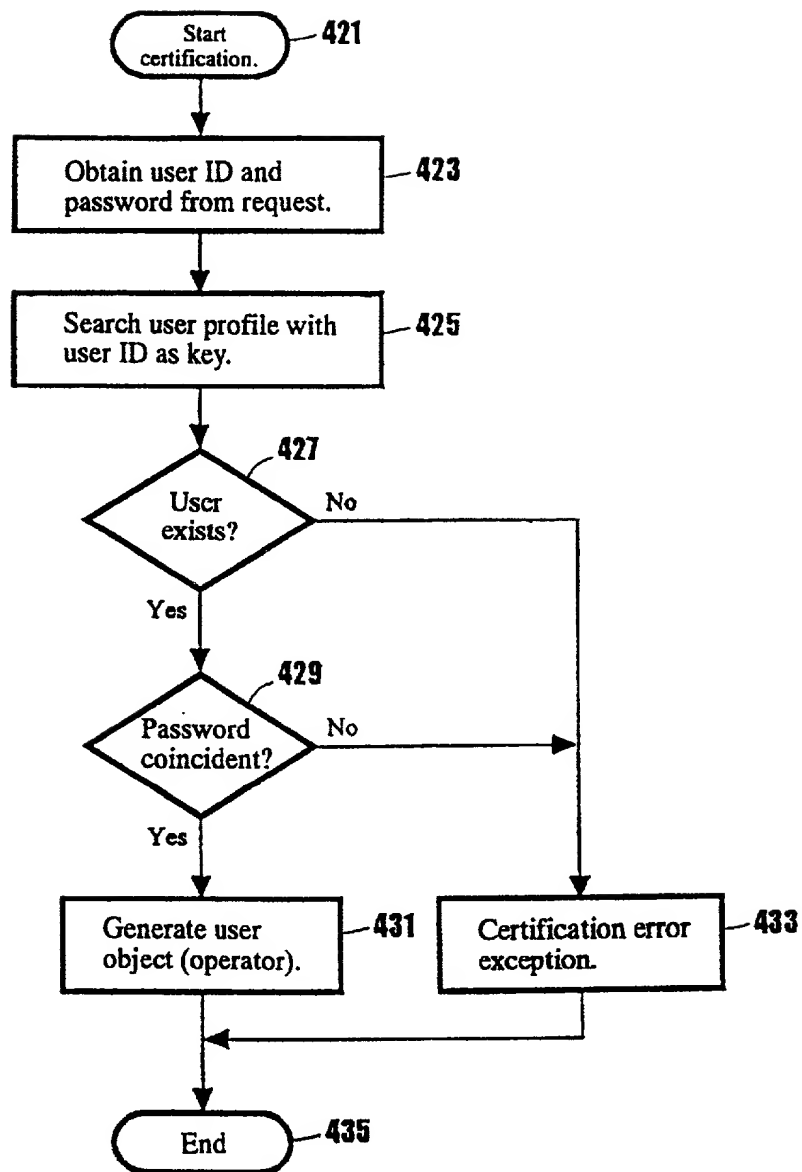 Start
certification.
421
Obtain user ID and
password from request.
423
Search user profile with
user ID as key.
425
427
User
exists?
No
Yes
429
Password
coincident?
No
Yes
Generate user
object (operator).
431
Certification error
exception.
433
End
435